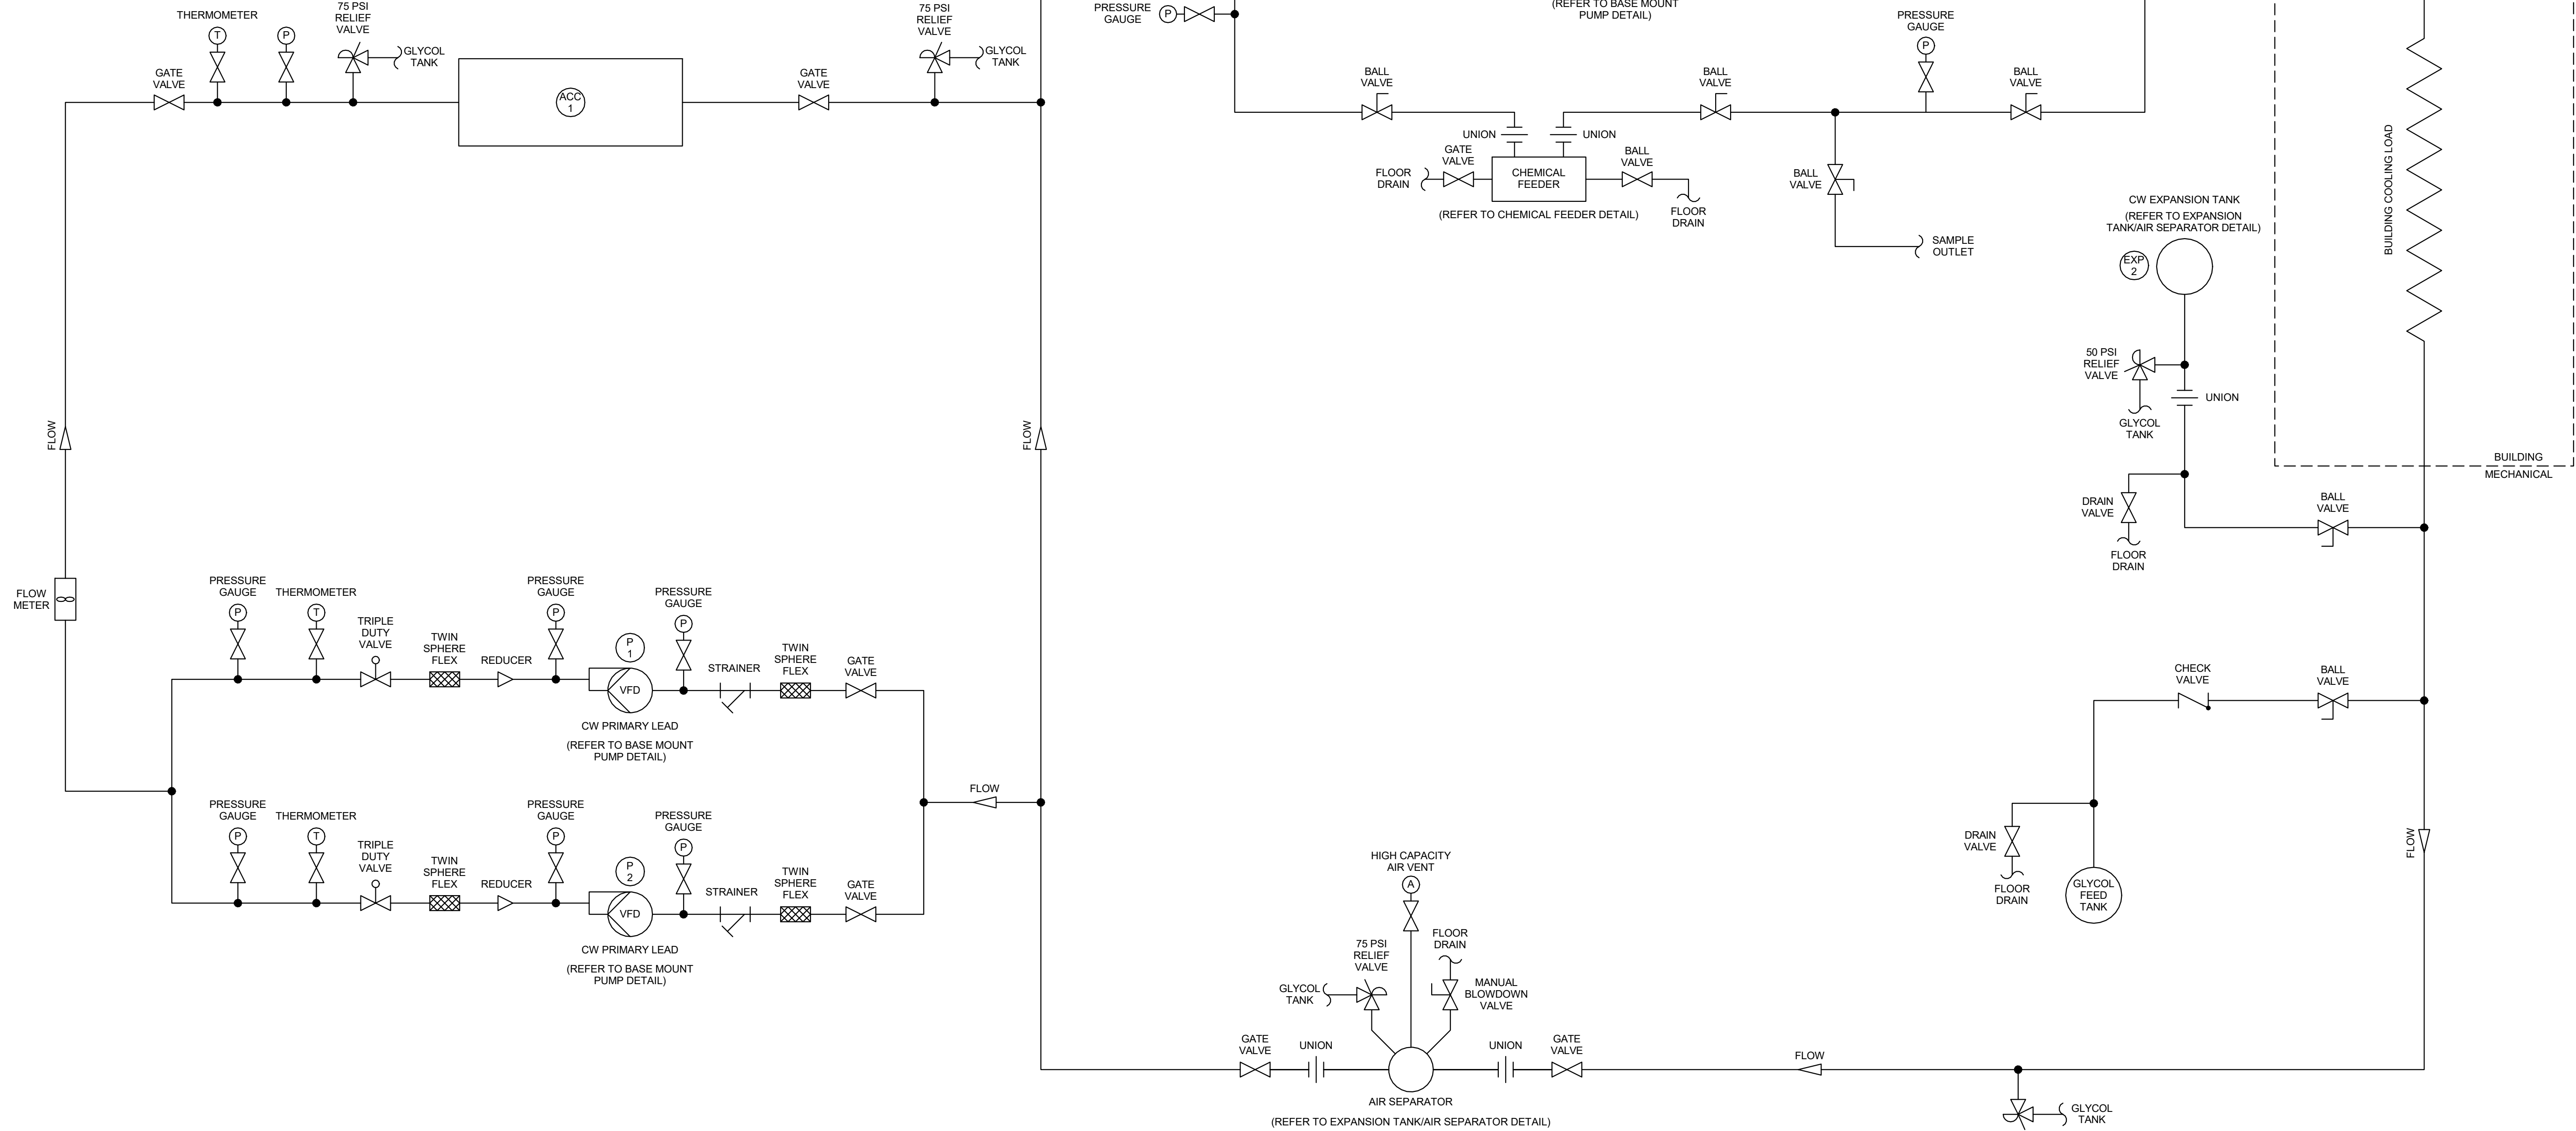 THERMOMETER
T
P
75 PSI
RELIEF
VALVE
GLYCOL
TANK
GATE
VALVE
ACC
1
GATE
VALVE
75 PSI
RELIEF
VALVE
GLYCOL
TANK
PRESSURE
GAUGE
P
(REFER TO BASE MOUNT
PUMP DETAIL)
PRESSURE
GAUGE
P
BALL
VALVE
BALL
VALVE
BALL
VALVE
UNION
UNION
GATE
VALVE
BALL
VALVE
FLOOR
DRAIN
CHEMICAL
FEEDER
(REFER TO CHEMICAL FEEDER DETAIL)
FLOOR
DRAIN
BALL
VALVE
SAMPLE
OUTLET
BUILDING COOLING LOAD
CW EXPANSION TANK
(REFER TO EXPANSION
TANK/AIR SEPARATOR DETAIL)
EXP
2
50 PSI
RELIEF
VALVE
GLYCOL
TANK
UNION
BUILDING
MECHANICAL
DRAIN
VALVE
FLOOR
DRAIN
BALL
VALVE
FLOW
FLOW
FLOW
METER
PRESSURE
GAUGE
P
THERMOMETER
T
TRIPLE
DUTY
VALVE
TWIN
SPHERE
FLEX
REDUCER
PRESSURE
GAUGE
P
P
1
VFD
CW PRIMARY LEAD
(REFER TO BASE MOUNT
PUMP DETAIL)
PRESSURE
GAUGE
P
STRAINER
TWIN
SPHERE
FLEX
GATE
VALVE
FLOW
PRESSURE
GAUGE
P
THERMOMETER
T
TRIPLE
DUTY
VALVE
TWIN
SPHERE
FLEX
REDUCER
PRESSURE
GAUGE
P
P
2
VFD
CW PRIMARY LEAD
(REFER TO BASE MOUNT
PUMP DETAIL)
PRESSURE
GAUGE
P
STRAINER
TWIN
SPHERE
FLEX
GATE
VALVE
CHECK
VALVE
BALL
VALVE
DRAIN
VALVE
FLOOR
DRAIN
GLYCOL
FEED
TANK
FLOW
HIGH CAPACITY
AIR VENT
A
75 PSI
RELIEF
VALVE
FLOOR
DRAIN
GLYCOL
TANK
MANUAL
BLOWDOWN
VALVE
GATE
VALVE
UNION
UNION
GATE
VALVE
AIR SEPARATOR
(REFER TO EXPANSION TANK/AIR SEPARATOR DETAIL)
FLOW
GLYCOL
TANK